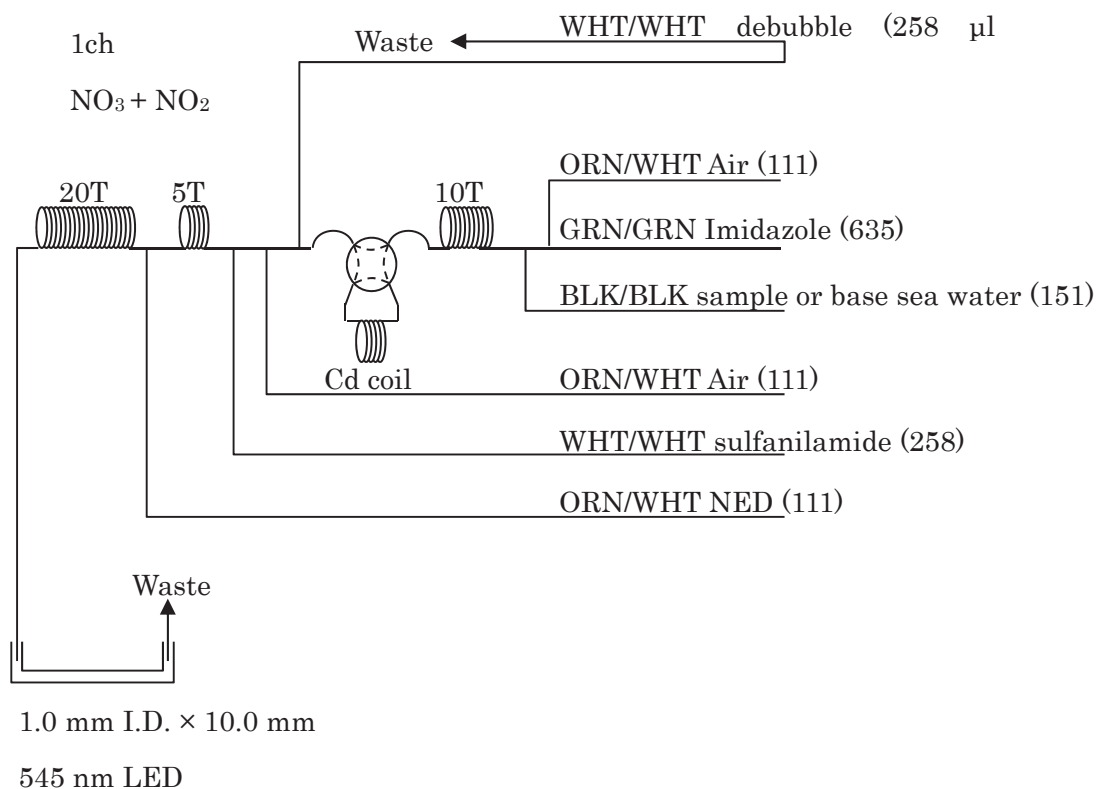 1ch
WHT/WHT debubble (258 µl
Waste
NO₃ + NO₂
ORN/WHT Air (111)
20T
5T
10T
GRN/GRN Imidazole (635)
BLK/BLK sample or base sea water (151)
Cd coil
ORN/WHT Air (111)
WHT/WHT sulfanilamide (258)
ORN/WHT NED (111)
Waste
1.0 mm I.D. × 10.0 mm
545 nm LED